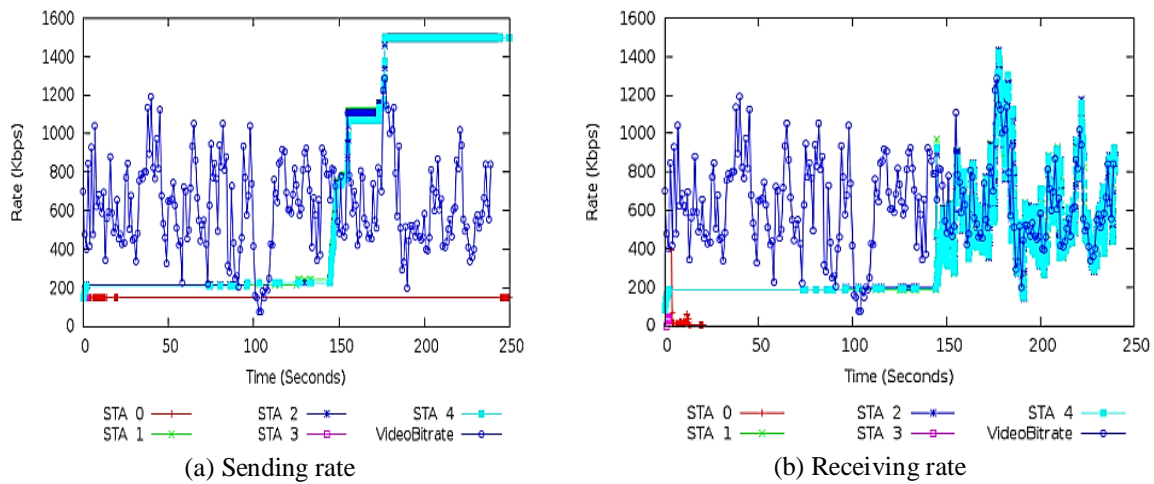 1600
1400
1200
1000
800
600
400
200
0
Rate (Kbps)
0 50 100 150 200 250
Time (Seconds)
STA 0 STA 2 STA 4
STA 1 STA 3 VideoBitrate
(a) Sending rate
1600
1400
1200
1000
800
600
400
200
0
Rate (Kbps)
0 50 100 150 200 250
Time (Seconds)
STA 0 STA 2 STA 4
STA 1 STA 3 VideoBitrate
(b) Receiving rate